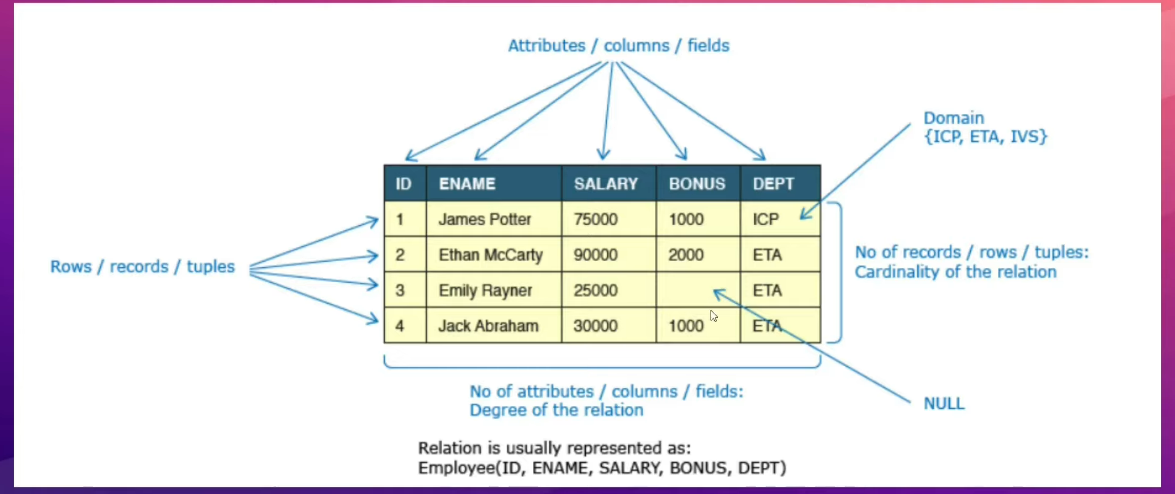 Attributes / columns / fields
Domain
{ICP, ETA, IVS}
ID ENAME SALARY BONUS DEPT
1 James Potter 75000 1000 ICP
2 Ethan McCarty 90000 2000 ETA
3 Emily Rayner 25000 ETA
4 Jack Abraham 30000 1000 ETA
Rows / records / tuples
No of records / rows / tuples:
Cardinality of the relation
No of attributes / columns / fields:
Degree of the relation
NULL
Relation is usually represented as:
Employee(ID, ENAME, SALARY, BONUS, DEPT)